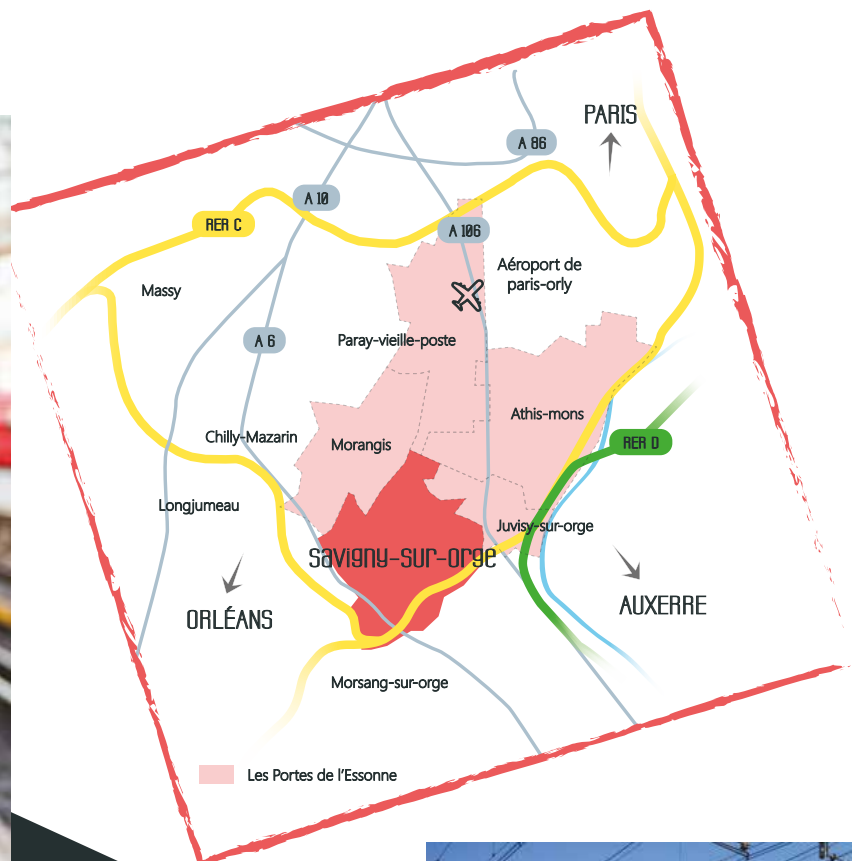 PARIS
A 86
A 10
RER C
A 106
Aéroport de
paris-orly
Massy
A 6
Paray-vieille-poste
Athis-mons
Chilly-Mazarin
Morangis
RER D
Longjumeau
Juvisy-sur-orge
savigny-sur-orge
ORLÉANS
AUXERRE
Morsang-sur-orge
Les Portes de l'Essonne